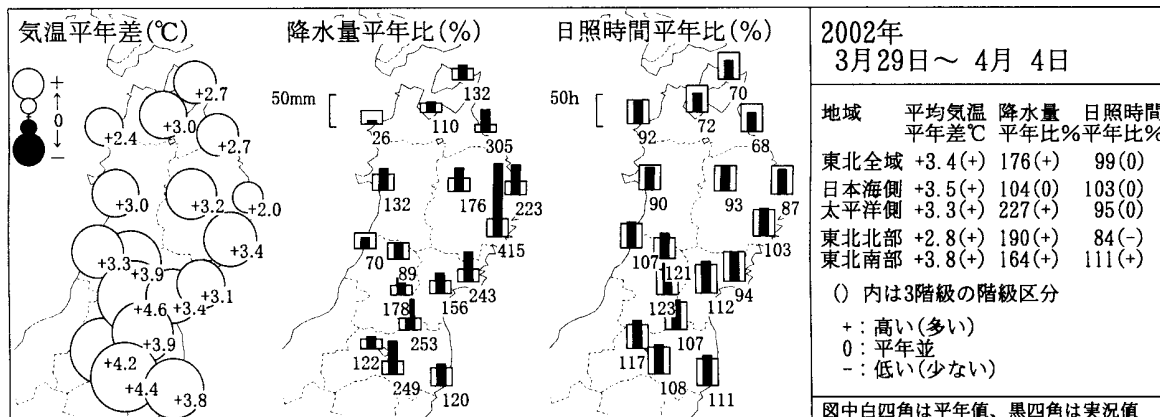 気温平年差(℃)
降水量平年比(%)
日照時間平年比(%)
+
↑
0
↓
−
+2.7
+3.0
+2.4
+2.7
+3.0
+3.2
+2.0
+3.4
+3.3
+3.9
+3.1
+4.6
+3.4
+3.9
+4.2
+4.4
+3.8
50mm
132
110
26
305
132
176
223
415
70
89
243
178
156
253
122
249
120
50h
70
72
92
68
90
93
87
103
107
121
94
112
123
107
117
108
111
2002年
3月29日～ 4月 4日
地域 平均気温 降水量 日照時間
平年差℃ 平年比% 平年比%
東北全域 +3.4(+) 176(+) 99(0)
日本海側 +3.5(+) 104(0) 103(0)
太平洋側 +3.3(+) 227(+) 95(0)
東北北部 +2.8(+) 190(+) 84(-)
東北南部 +3.8(+) 164(+) 111(+)
() 内は3階級の階級区分
+：高い(多い)
0：平年並
-：低い(少ない)
図中白四角は平年値、黒四角は実況値